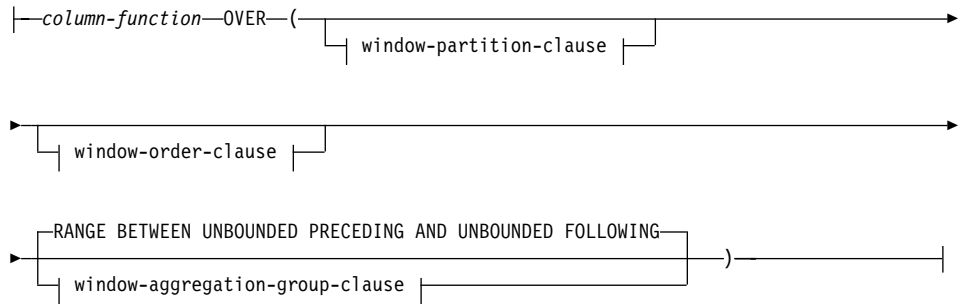 column-function OVER (
window-partition-clause
window-order-clause
RANGE BETWEEN UNBOUNDED PRECEDING AND UNBOUNDED FOLLOWING
)
window-aggregation-group-clause